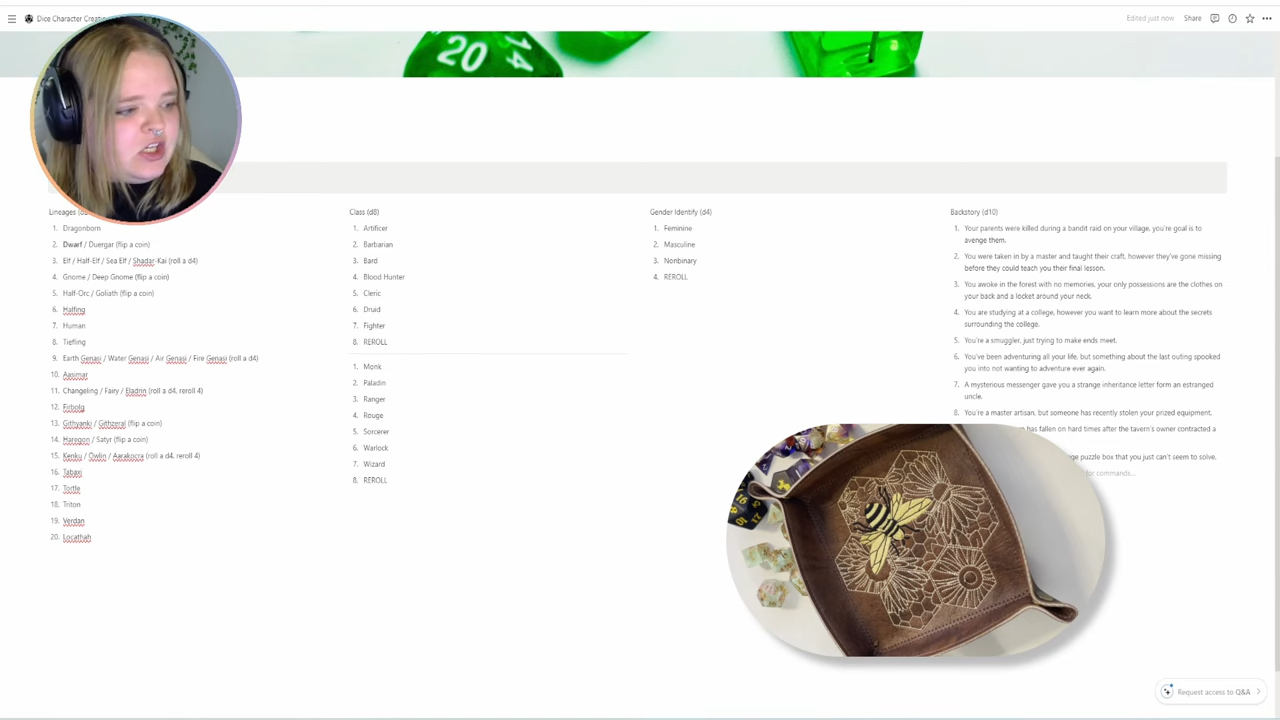 Dice Character Creati
Edited just now
Share
20
14
Lineages (d
1. Dragonborn
2. Dwarf / Duergar (flip a coin)
3. Elf / Half-Elf / Sea Elf / Shadar-Kai (roll a d4)
4. Gnome / Deep Gnome (flip a coin)
5. Half-Orc / Goliath (flip a coin)
6. Halfing
7. Human
8. Tiefling
9. Earth Genasi / Water Genasi / Air Genasi / Fire Genasi (roll a d4)
10. Aasimar
11. Changeling / Fairy / Eladrin (roll a d4, reroll 4)
12. Firbolg
13. Githyanki / Githzerai (flip a coin)
14. Haregon / Satyr (flip a coin)
15. Kenku / Owlin / Aarakocra (roll a d4, reroll 4)
16. Tabaxi
17. Tortle
18. Triton
19. Verdan
20. Locathah
Class (d8)
1. Artificer
2. Barbarian
3. Bard
4. Blood Hunter
5. Cleric
6. Druid
7. Fighter
8. REROLL
1. Monk
2. Paladin
3. Ranger
4. Rouge
5. Sorcerer
6. Warlock
7. Wizard
8. REROLL
Gender Identify (d4)
1. Feminine
2. Masculine
3. Nonbinary
4. REROLL
Backstory (d10)
1. Your parents were killed during a bandit raid on your village, you're goal is to
avenge them.
2. You were taken in by a master and taught their craft, however they've gone missing
before they could teach you their final lesson.
3. You awoke in the forest with no memories, your only possessions are the clothes on
your back and a locket around your neck.
4. You are studying at a college, however you want to learn more about the secrets
surrounding the college.
5. You're a smuggler, just trying to make ends meet.
6. You've been adventuring all your life, but something about the last outing spooked
you into not wanting to adventure ever again.
7. A mysterious messenger gave you a strange inheritance letter form an estranged
uncle.
8. You're a master artisan, but someone has recently stolen your prized equipment.
has fallen on hard times after the tavern's owner contracted a
puzzle box that you just can't seem to solve.
for commands...
Request access to Q&A